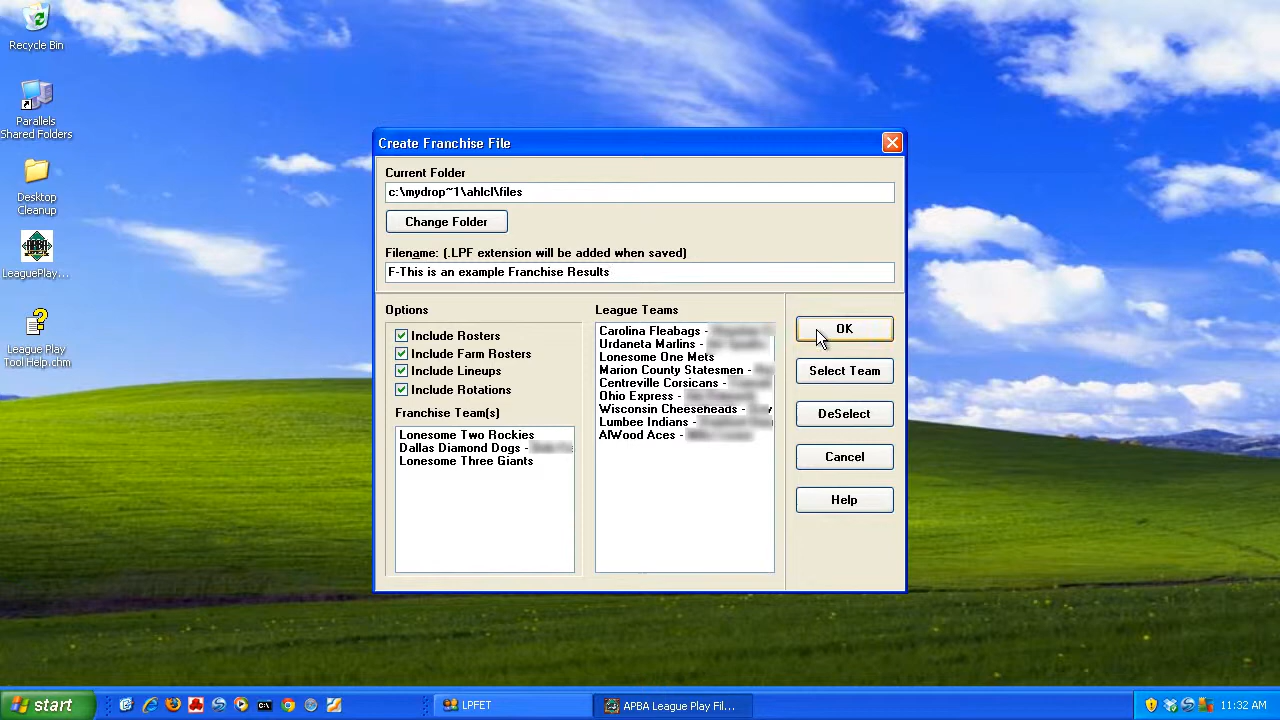 Recycle Bin
Parallels
Shared Folders
Desktop
Cleanup
LeaguePlay...
League Play
Tool Help.chm
Create Franchise File
Current Folder
c:\mydrop~1\ahlcl\files
Change Folder
Filename: (.LPF extension will be added when saved)
F-This is an example Franchise Results
Options
Include Rosters
Include Farm Rosters
Include Lineups
Include Rotations
Franchise Team(s)
Lonesome Two Rockies
Dallas Diamond Dogs -
Lonesome Three Giants
League Teams
Carolina Fleabags -
Urdaneta Marlins -
Lonesome One Mets
Marion County Statesmen -
Centreville Corsicans -
Ohio Express -
Wisconsin Cheeseheads -
Lumbee Indians -
AlWood Aces -
OK
Select Team
DeSelect
Cancel
Help
start
LPFET
APBA League Play Fil...
11:32 AM